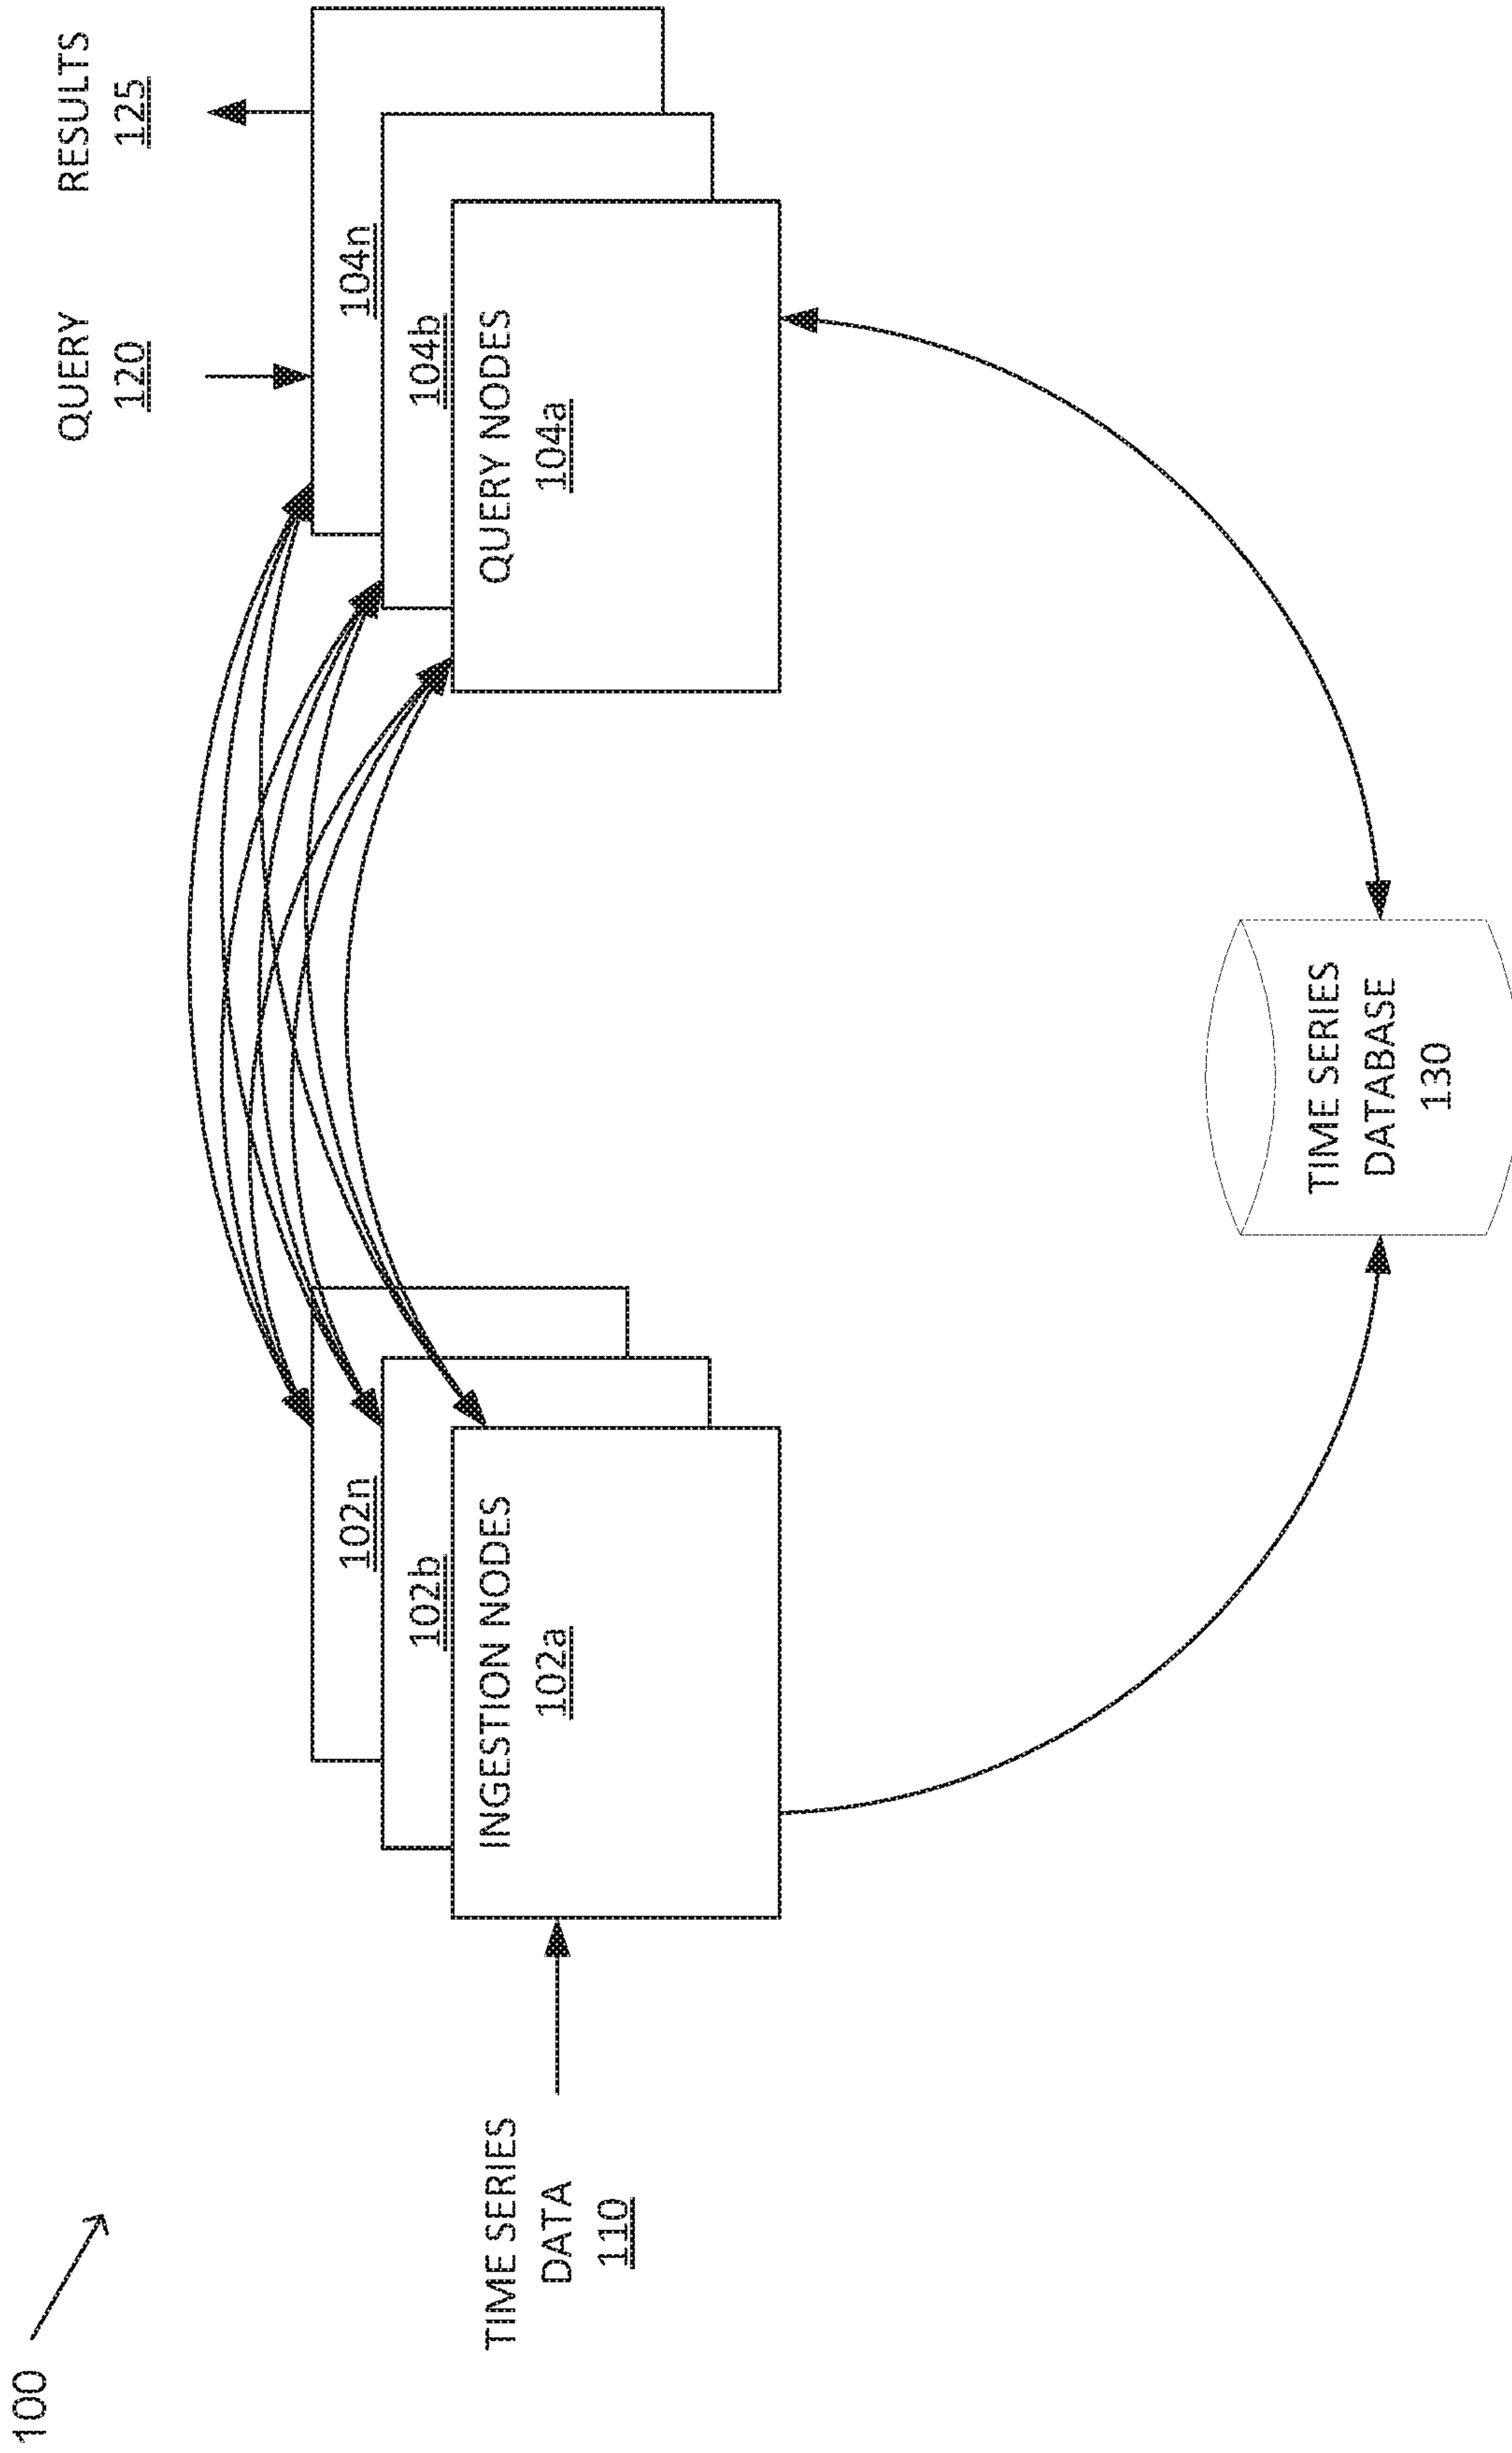 100
TIME SERIES
DATA
110
102n
102b
INGESTION NODES
102a
QUERY
120
RESULTS
125
104n
104b
QUERY NODES
104a
TIME SERIES
DATABASE
130